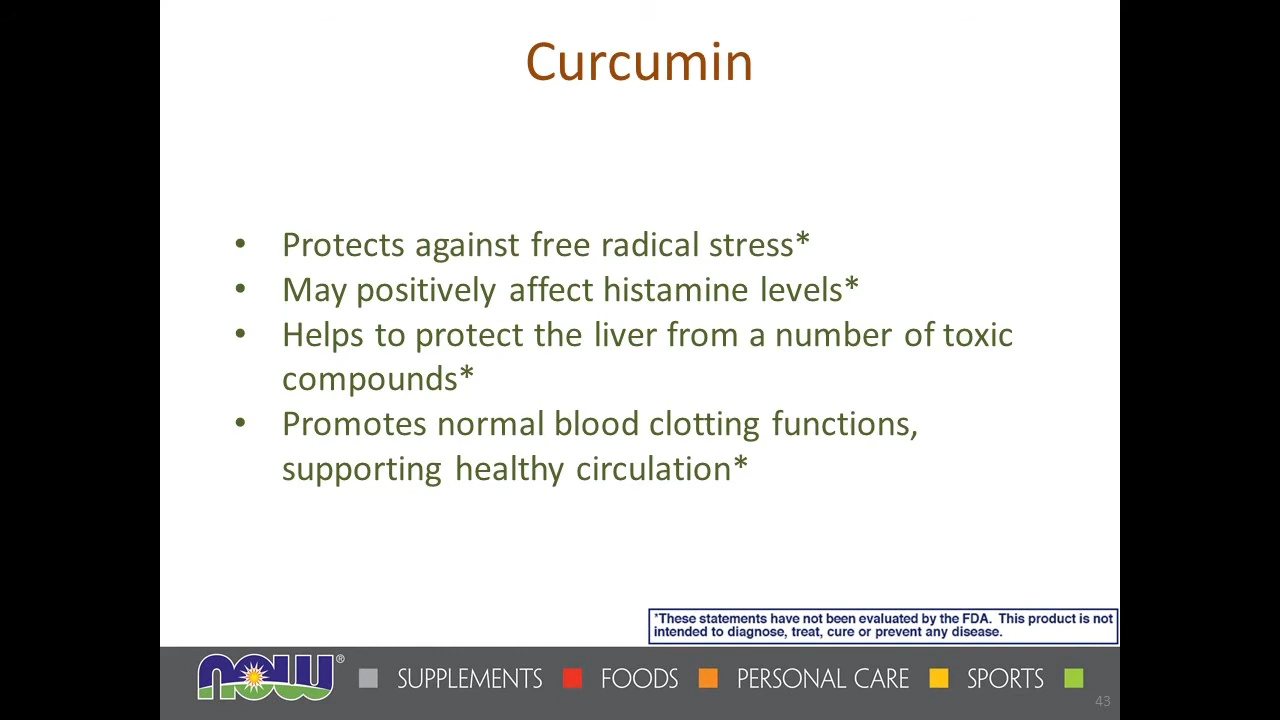 Curcumin
• Protects against free radical stress*
• May positively affect histamine levels*
• Helps to protect the liver from a number of toxic
compounds*
• Promotes normal blood clotting functions,
supporting healthy circulation*
*These statements have not been evaluated by the FDA. This product is not
intended to diagnose, treat, cure or prevent any disease.
NOW® SUPPLEMENTS FOODS PERSONAL CARE SPORTS
43